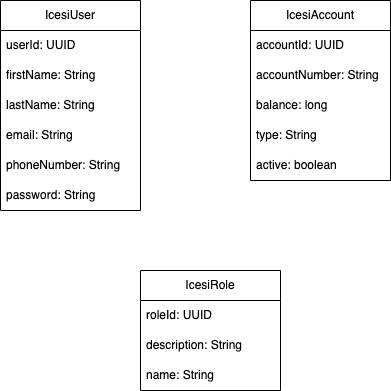 IcesiUser
userId: UUID
firstName: String
lastName: String
email: String
phoneNumber: String
password: String
IcesiAccount
accountId: UUID
accountNumber: String
balance: long
type: String
active: boolean
IcesiRole
roleId: UUID
description: String
name: String